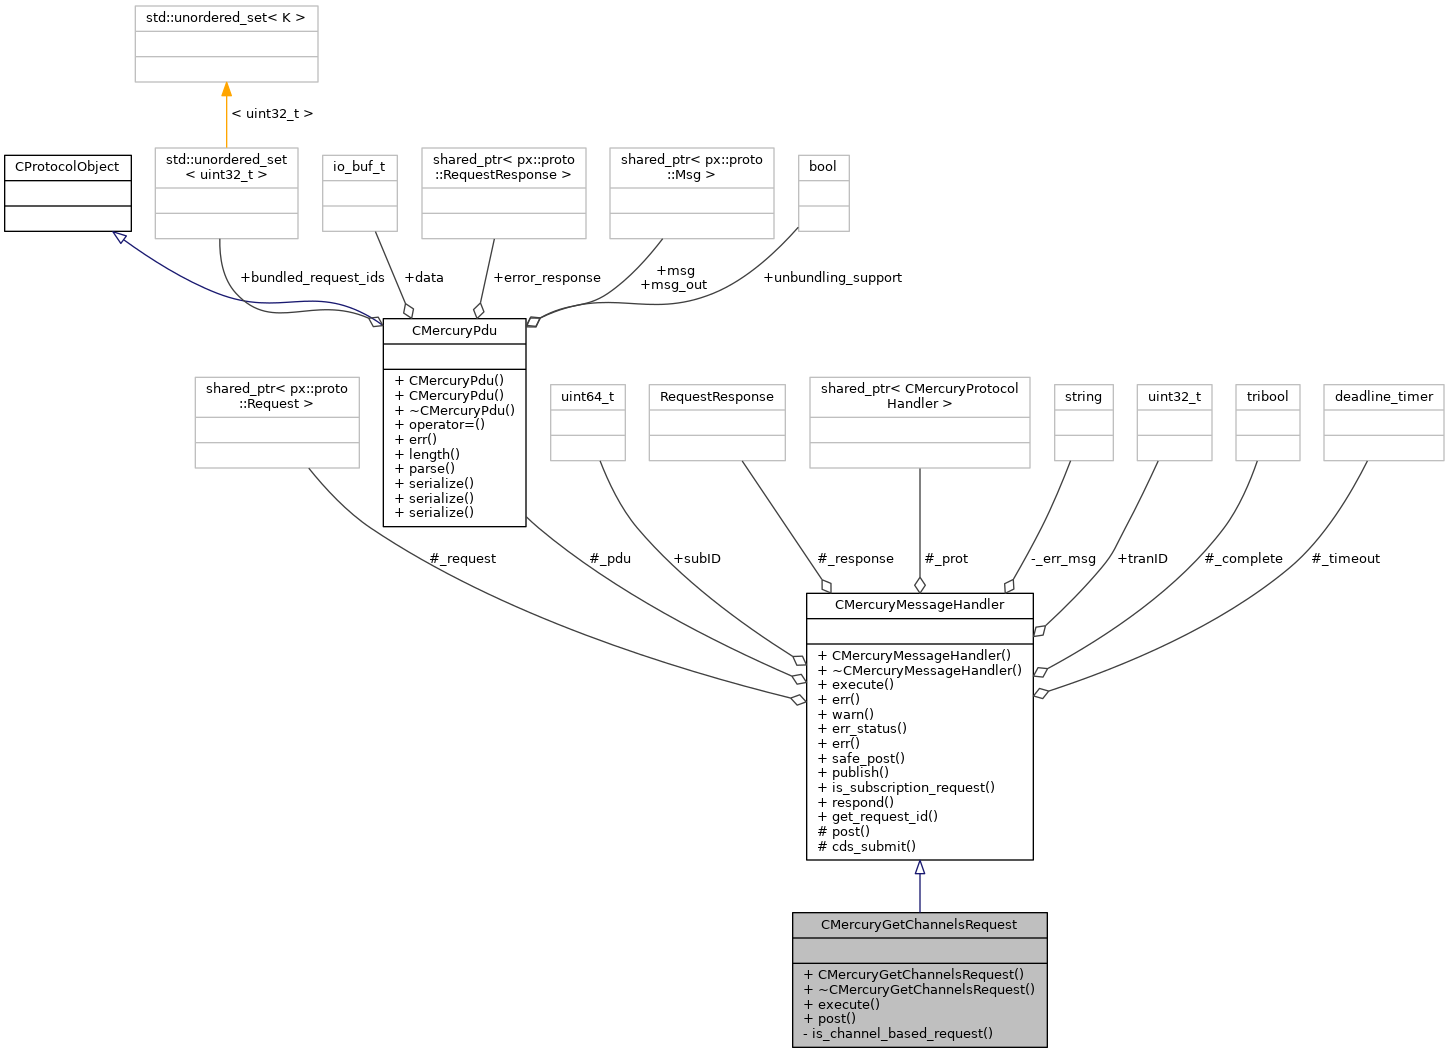 std::unordered_set< K >
< uint32_t >
CProtocolObject
std::unordered_set
< uint32_t >
io_buf_t
shared_ptr< px::proto
::RequestResponse >
shared_ptr< px::proto
::Msg >
bool
+bundled_request_ids
+data
+error_response
+msg
+msg_out
+unbundling_support
CMercuryPdu
+ CMercuryPdu()
+ CMercuryPdu()
+ ~CMercuryPdu()
+ operator=()
+ err()
+ length()
+ parse()
+ serialize()
+ serialize()
+ serialize()
shared_ptr< px::proto
::Request >
uint64_t
RequestResponse
shared_ptr< CMercuryProtocol
Handler >
string
uint32_t
tribool
deadline_timer
#_request
#_pdu
+subID
#_response
#_prot
-_err_msg
+tranID
#_complete
#_timeout
CMercuryMessageHandler
+ CMercuryMessageHandler()
+ ~CMercuryMessageHandler()
+ execute()
+ err()
+ warn()
+ err_status()
+ err()
+ safe_post()
+ publish()
+ is_subscription_request()
+ respond()
+ get_request_id()
# post()
# cds_submit()
CMercuryGetChannelsRequest
+ CMercuryGetChannelsRequest()
+ ~CMercuryGetChannelsRequest()
+ execute()
+ post()
- is_channel_based_request()